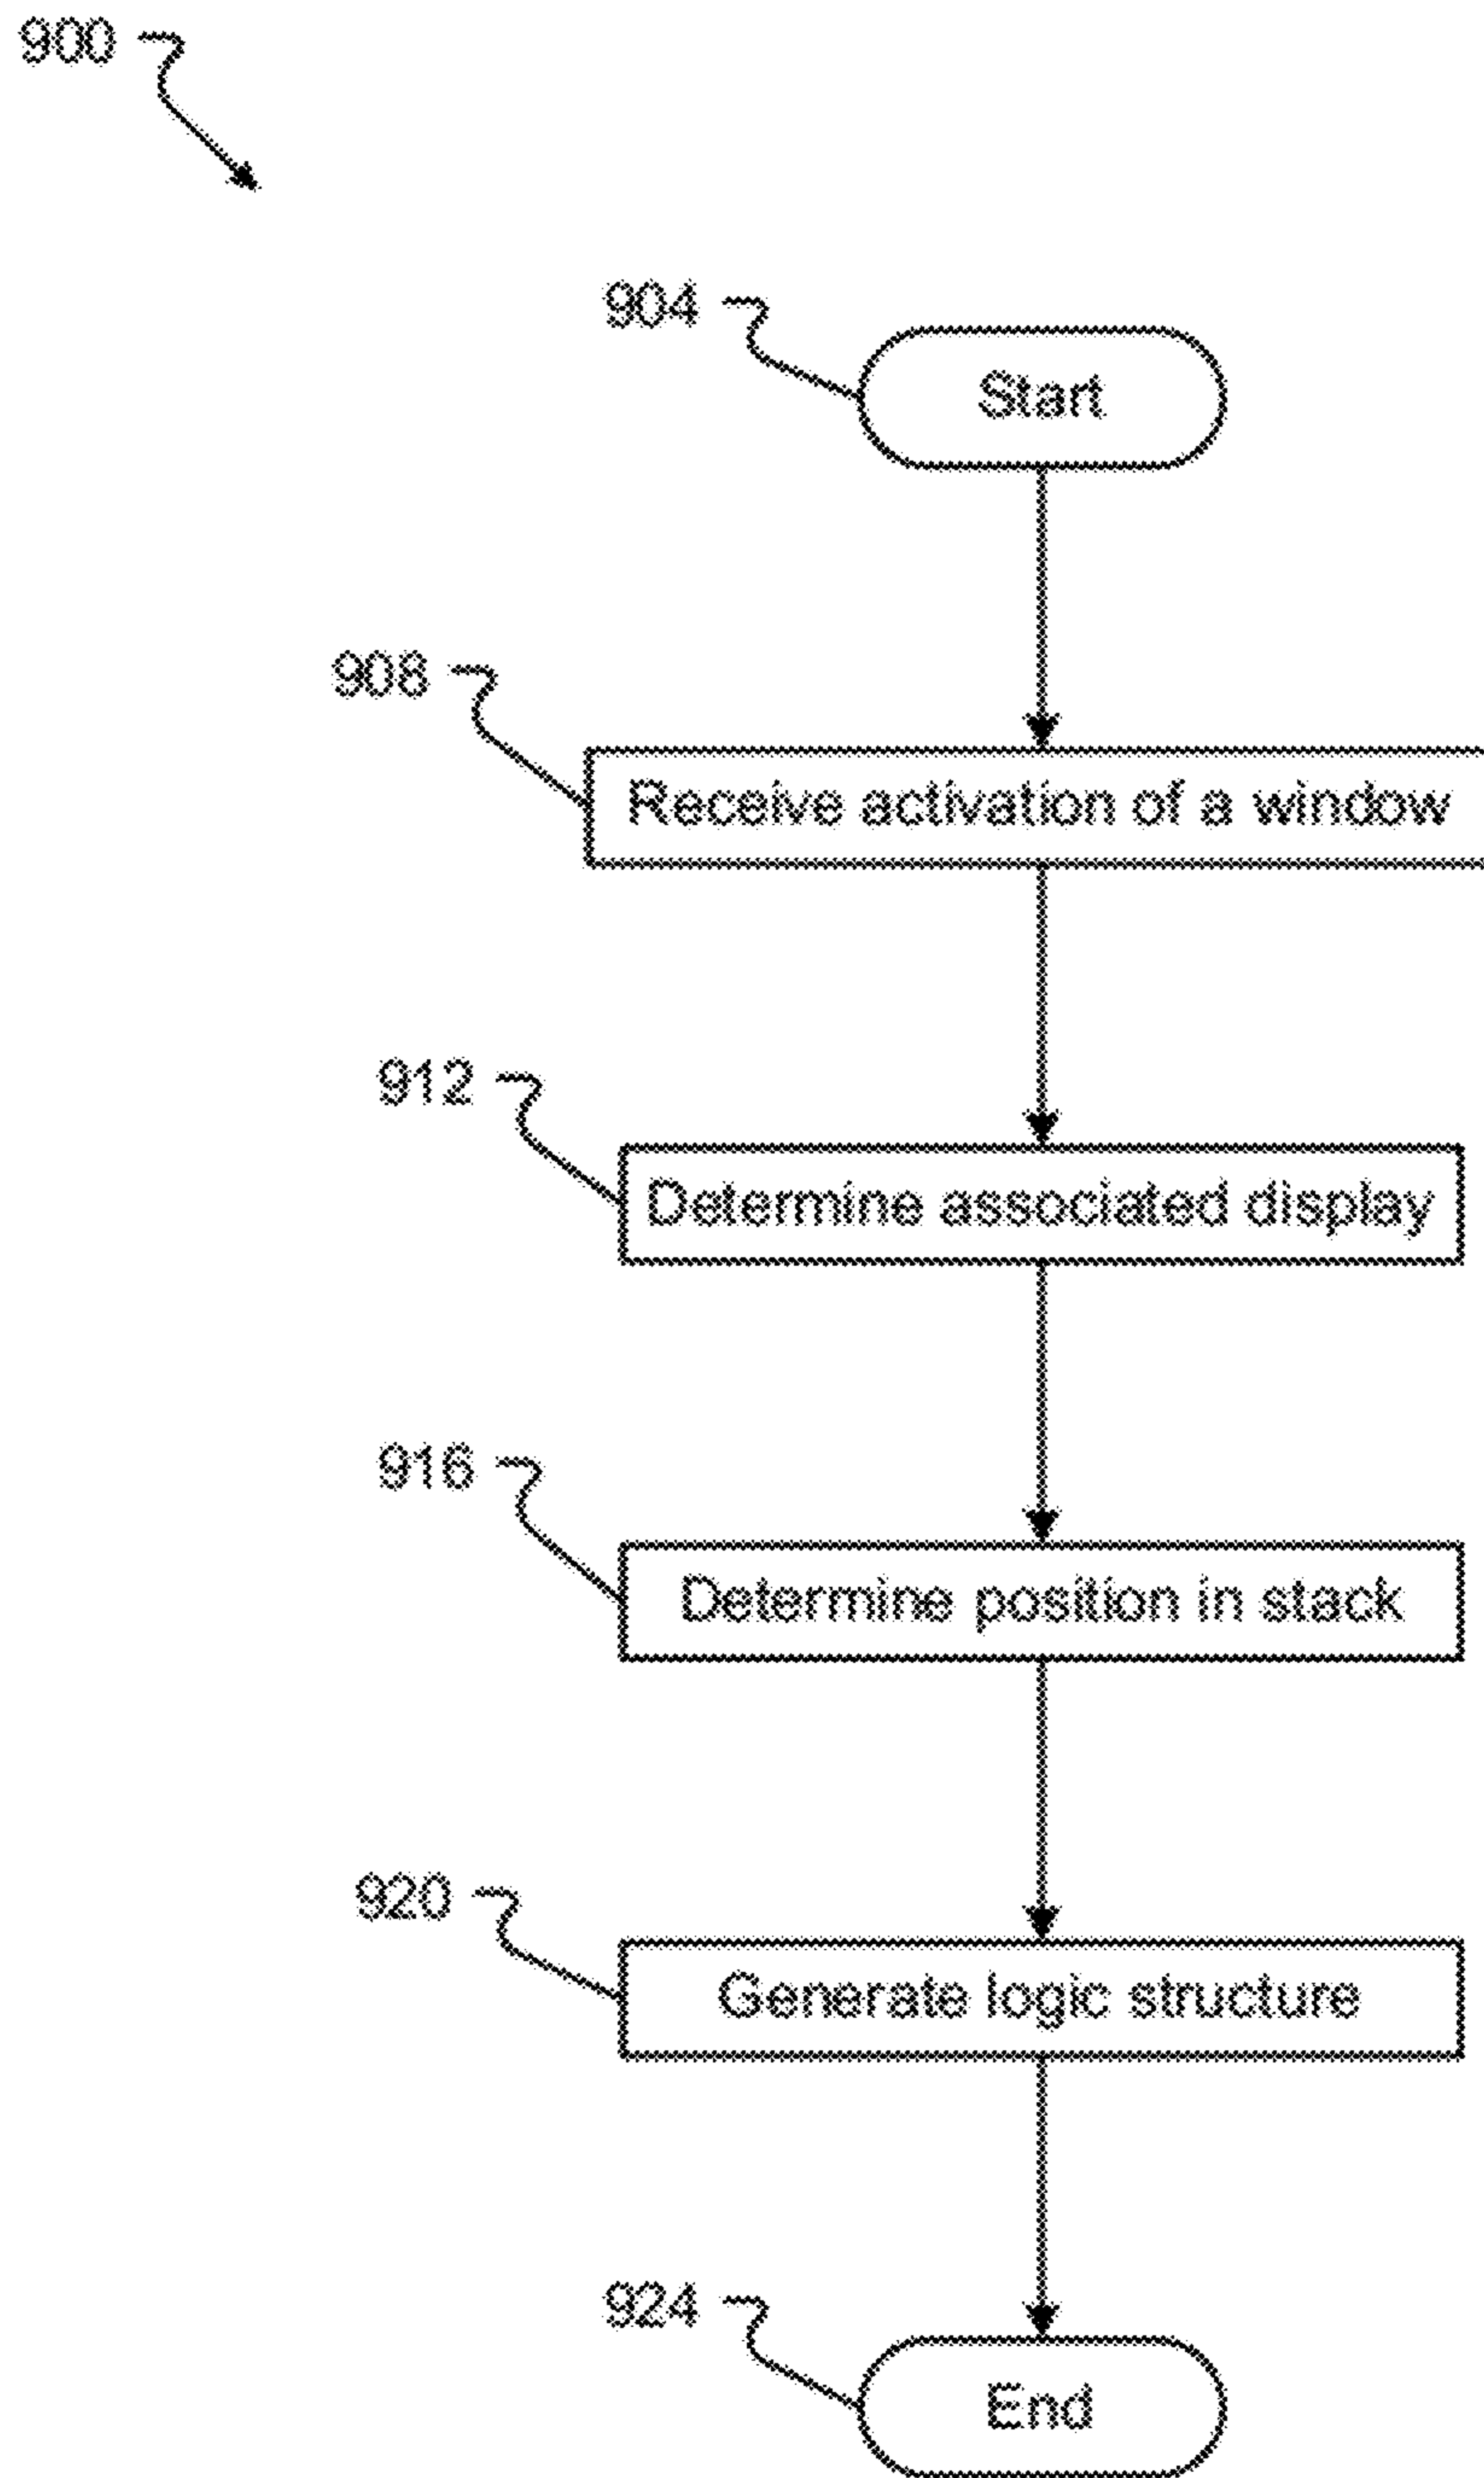 900
904
Start
908
Receive activation of a window
912
Determine associated display
916
Determine position in stack
920
Generate logic structure
924
End